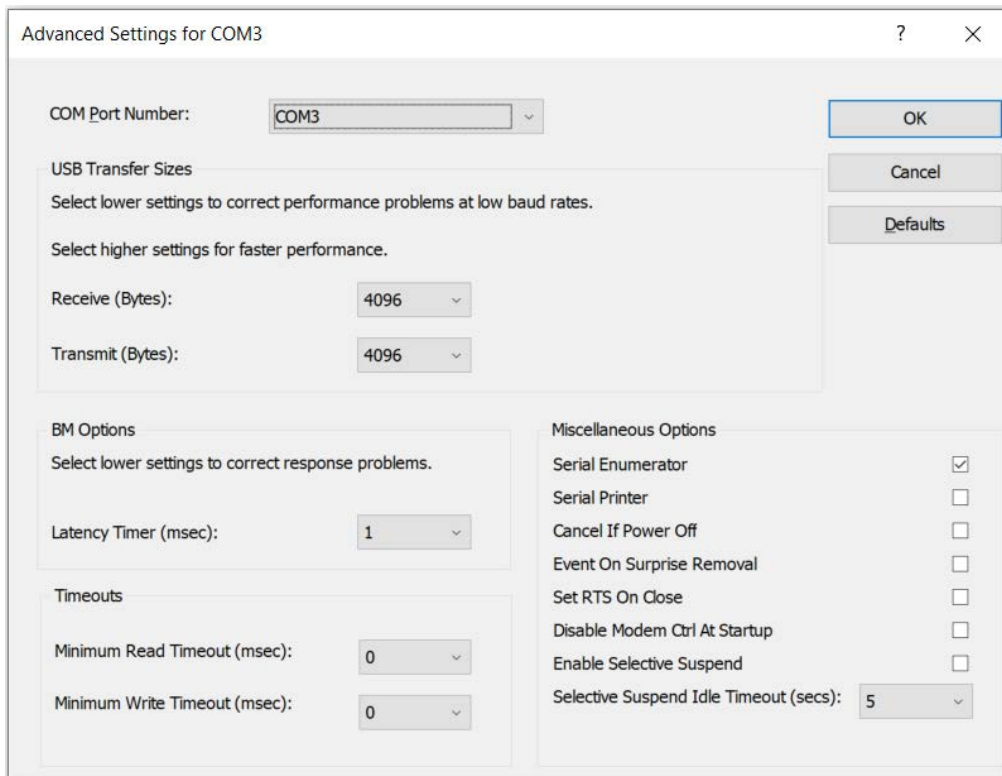 Advanced Settings for COM3
?
COM Port Number:
COM3
OK
Cancel
Defaults
USB Transfer Sizes
Select lower settings to correct performance problems at low baud rates.
Select higher settings for faster performance.
Receive (Bytes):
4096
Transmit (Bytes):
4096
BM Options
Select lower settings to correct response problems.
Latency Timer (msec):
1
Timeouts
Minimum Read Timeout (msec):
0
Minimum Write Timeout (msec):
0
Miscellaneous Options
Serial Enumerator
Serial Printer
Cancel If Power Off
Event On Surprise Removal
Set RTS On Close
Disable Modem Ctrl At Startup
Enable Selective Suspend
Selective Suspend Idle Timeout (secs):
5